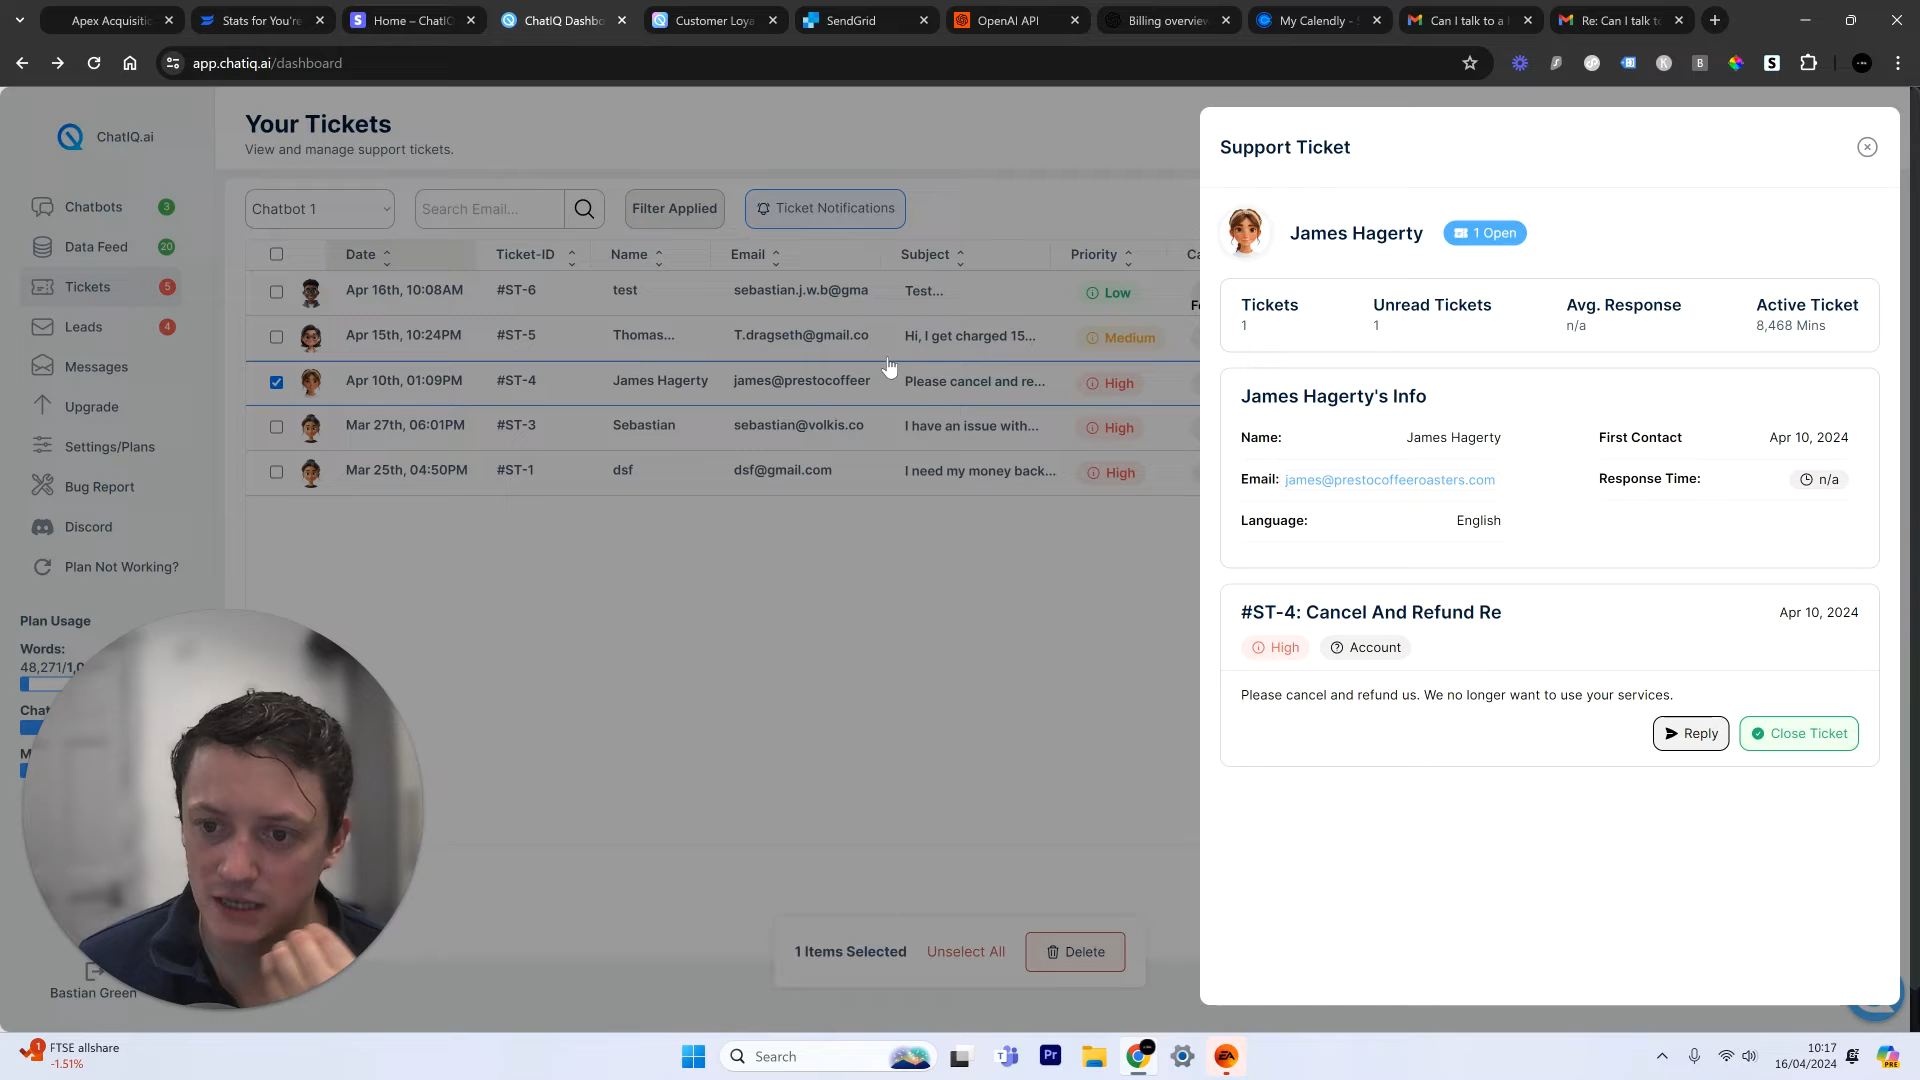 Apex Acquisiti
Stats for You're
Home – ChatIQ
ChatIQ Dashbo
Customer Loya
SendGrid
OpenAI API
Billing overview
My Calendly -
Can I talk to a
Re: Can I talk to
app.chatiq.ai/dashboard
ChatIQ.ai
Chatbots 3
Data Feed 20
Tickets 5
Leads 4
Messages
Upgrade
Settings/Plans
Bug Report
Discord
Plan Not Working?
Plan Usage
Words:
48,271/1,0
Chat
M
Bastian Green
Your Tickets
View and manage support tickets.
Chatbot 1
Search Email...
Filter Applied
Ticket Notifications
Date Ticket-ID Name Email Subject Priority Ca
Apr 16th, 10:08AM #ST-6 test sebastian.j.w.b@gma Test... Low Fe
Apr 15th, 10:24PM #ST-5 Thomas... T.dragseth@gmail.co Hi, I get charged 15... Medium
Apr 10th, 01:09PM #ST-4 James Hagerty james@prestocoffeer Please cancel and re... High
Mar 27th, 06:01PM #ST-3 Sebastian sebastian@volkis.co I have an issue with... High
Mar 25th, 04:50PM #ST-1 dsf dsf@gmail.com I need my money back... High
1 Items Selected Unselect All Delete
Support Ticket
James Hagerty 1 Open
Tickets Unread Tickets Avg. Response Active Ticket
1 1 n/a 8,468 Mins
James Hagerty's Info
Name: James Hagerty First Contact Apr 10, 2024
Email: james@prestocoffeeroasters.com Response Time: n/a
Language: English
#ST-4: Cancel And Refund Re Apr 10, 2024
High Account
Please cancel and refund us. We no longer want to use your services.
Reply Close Ticket
1 FTSE allshare
-1.51%
Search
Pr
EA
10:17
16/04/2024
PRE